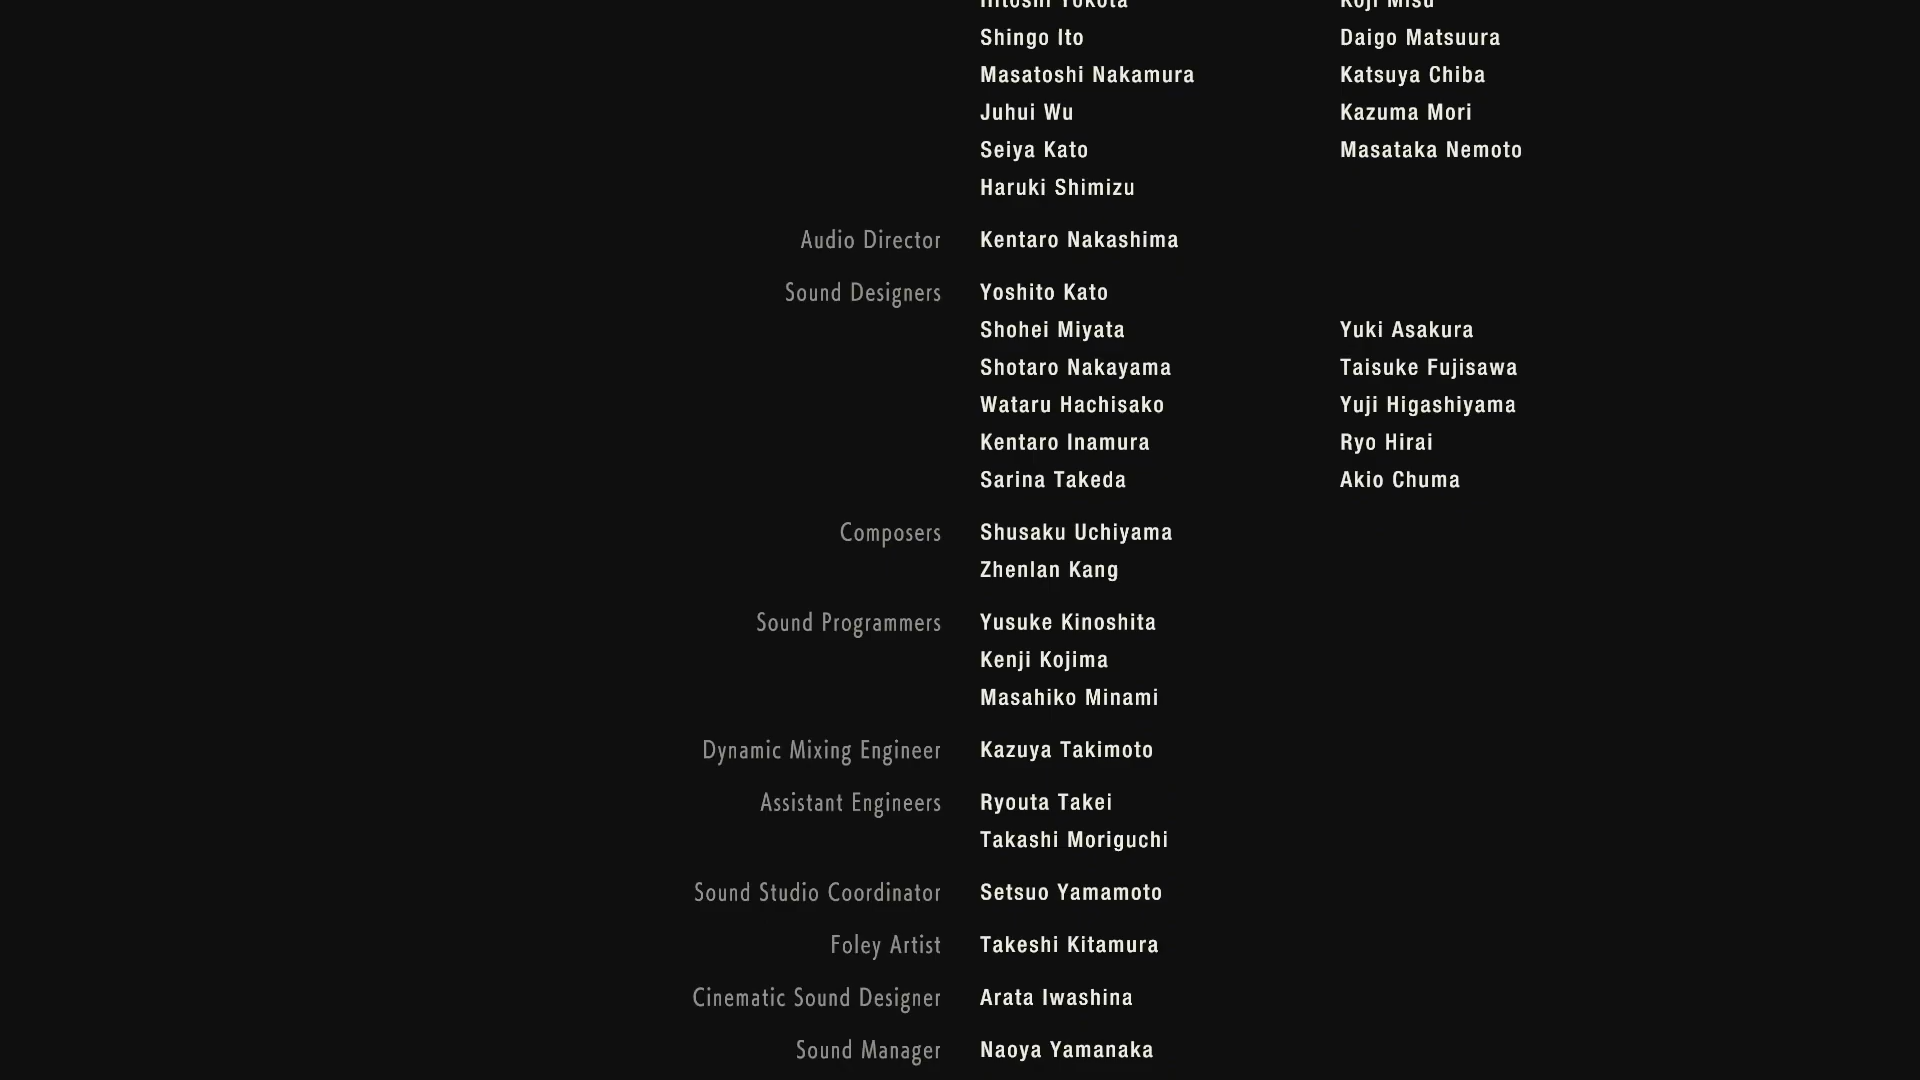 Hitoshi Yokota Koji Misu
Shingo Ito Daigo Matsuura
Masatoshi Nakamura Katsuya Chiba
Juhui Wu Kazuma Mori
Seiya Kato Masataka Nemoto
Haruki Shimizu
Audio Director Kentaro Nakashima
Sound Designers Yoshito Kato
Shohei Miyata Yuki Asakura
Shotaro Nakayama Taisuke Fujisawa
Wataru Hachisako Yuji Higashiyama
Kentaro Inamura Ryo Hirai
Sarina Takeda Akio Chuma
Composers Shusaku Uchiyama
Zhenlan Kang
Sound Programmers Yusuke Kinoshita
Kenji Kojima
Masahiko Minami
Dynamic Mixing Engineer Kazuya Takimoto
Assistant Engineers Ryouta Takei
Takashi Moriguchi
Sound Studio Coordinator Setsuo Yamamoto
Foley Artist Takeshi Kitamura
Cinematic Sound Designer Arata Iwashina
Sound Manager Naoya Yamanaka